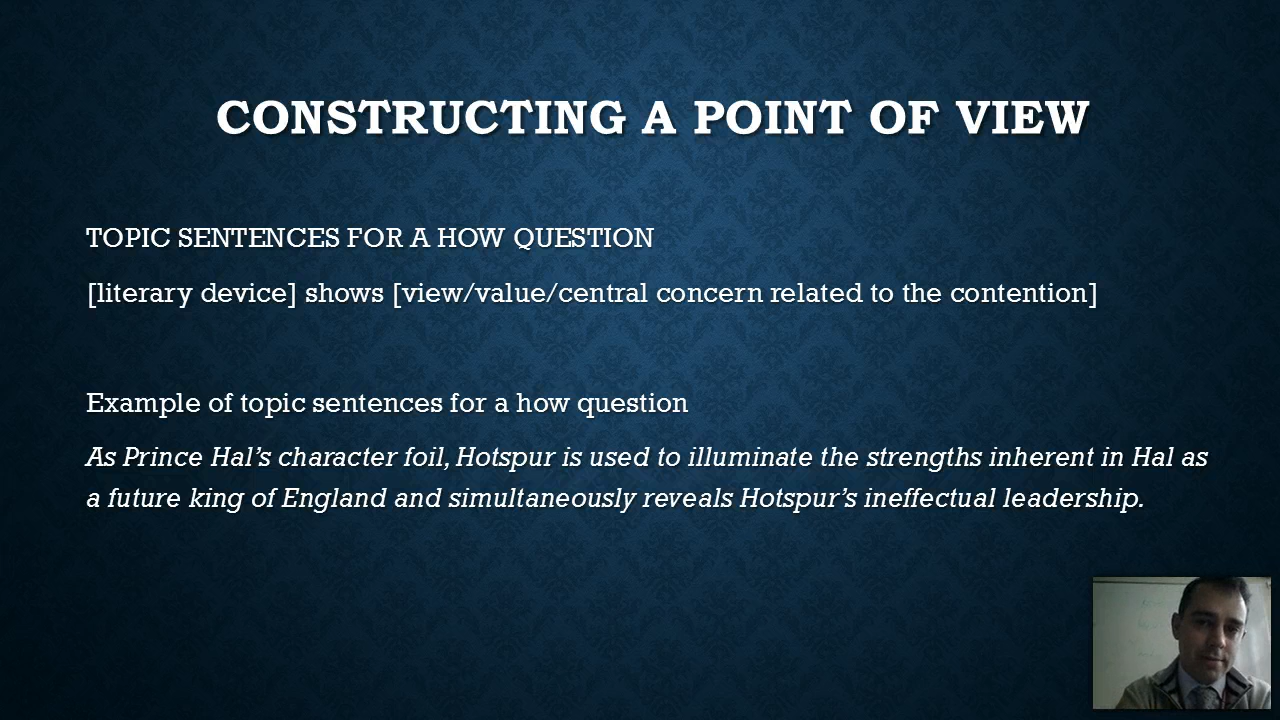 CONSTRUCTING A POINT OF VIEW
TOPIC SENTENCES FOR A HOW QUESTION
[literary device] shows [view/value/central concern related to the contention]
Example of topic sentences for a how question
As Prince Hal’s character foil, Hotspur is used to illuminate the strengths inherent in Hal as
a future king of England and simultaneously reveals Hotspur’s ineffectual leadership.